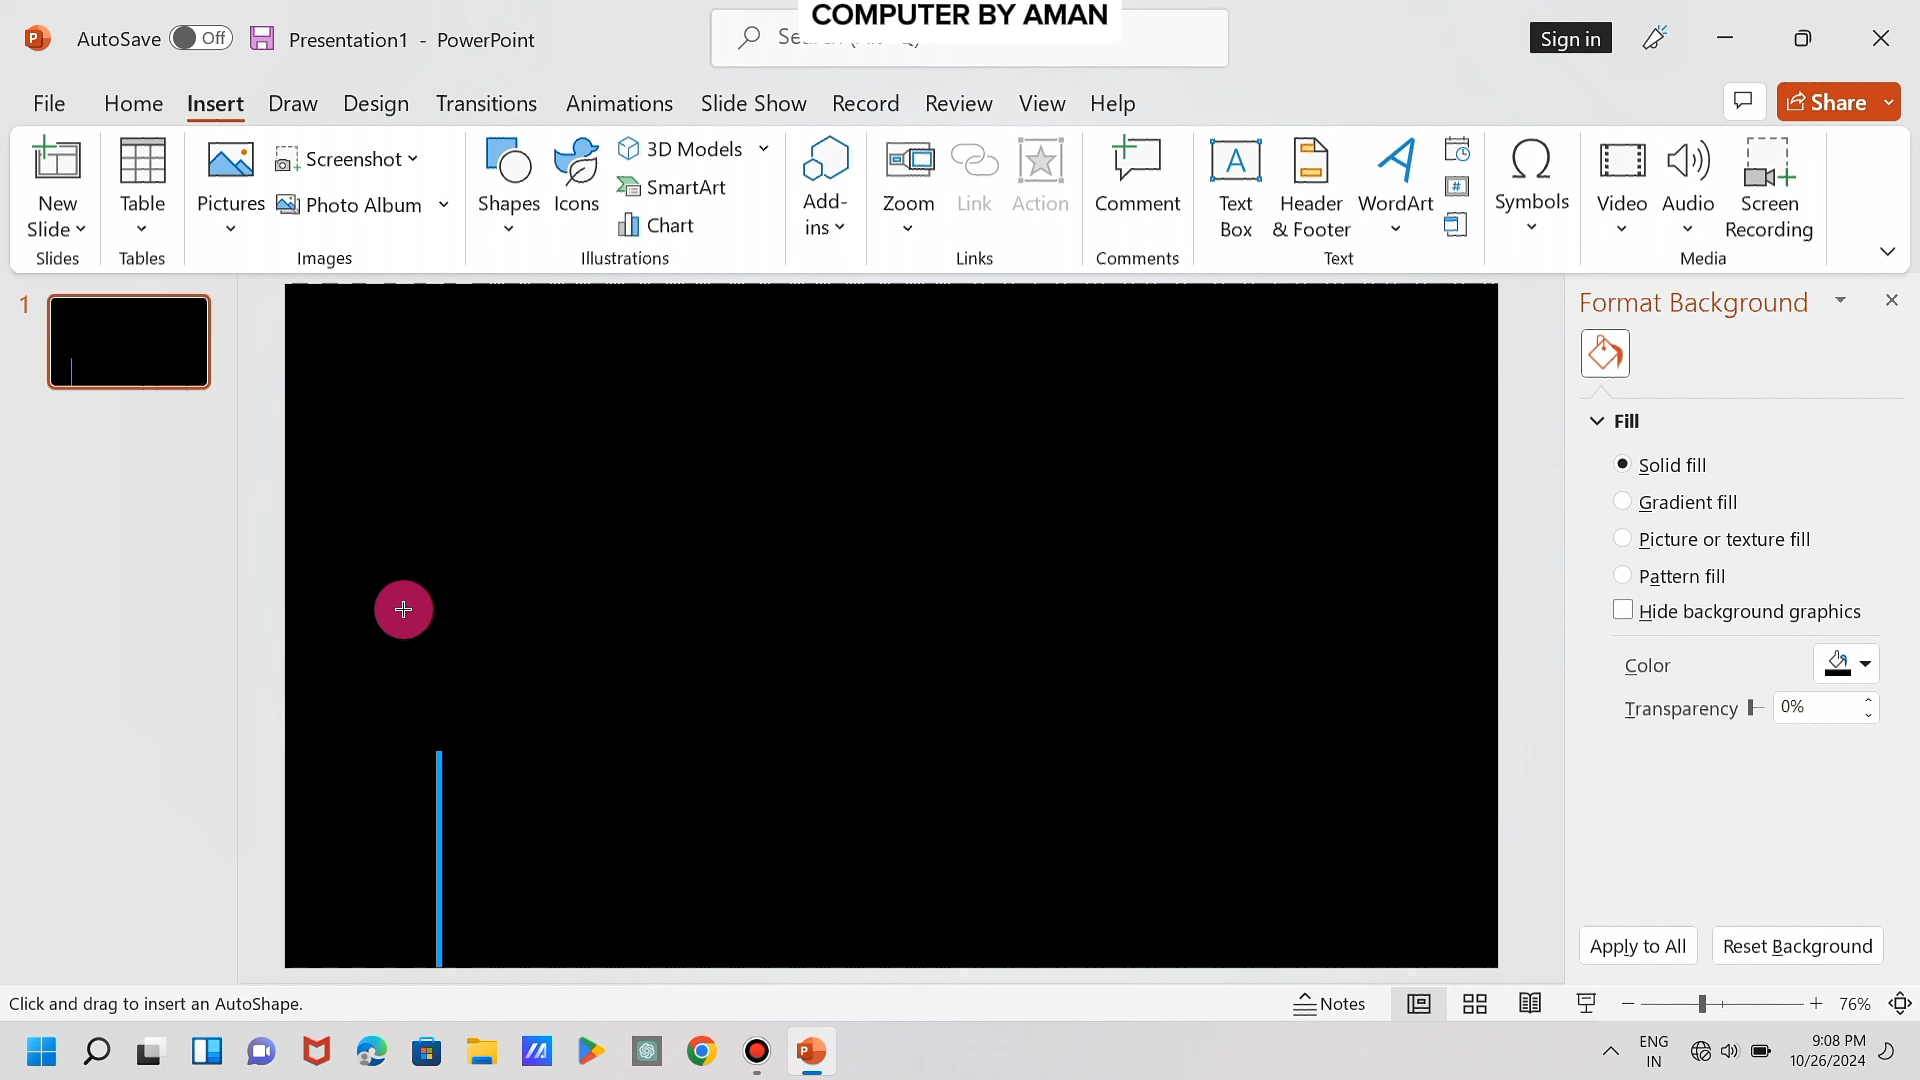 COMPUTER BY AMAN
AutoSave Off Presentation1 - PowerPoint
Sign in
File Home Insert Draw Design Transitions Animations Slide Show Record Review View Help
Share
New Slide
Slides
Table
Tables
Pictures
Screenshot
Photo Album
Images
Shapes
Icons
3D Models
SmartArt
Chart
Illustrations
Add-ins
Zoom
Link
Action
Links
Comment
Comments
Text Box
Header & Footer
WordArt
Text
Symbols
Video
Audio
Screen Recording
Media
1
Format Background
Fill
Solid fill
Gradient fill
Picture or texture fill
Pattern fill
Hide background graphics
Color
Transparency 0%
Apply to All Reset Background
Click and drag to insert an AutoShape.
Notes
76%
ENG
IN
9:08 PM
10/26/2024